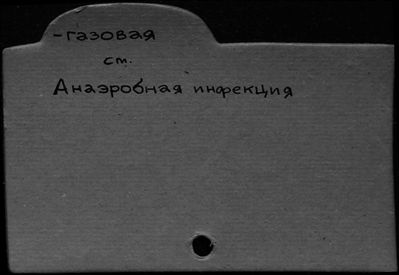 -газовая
см.
Анаэробная инфекция